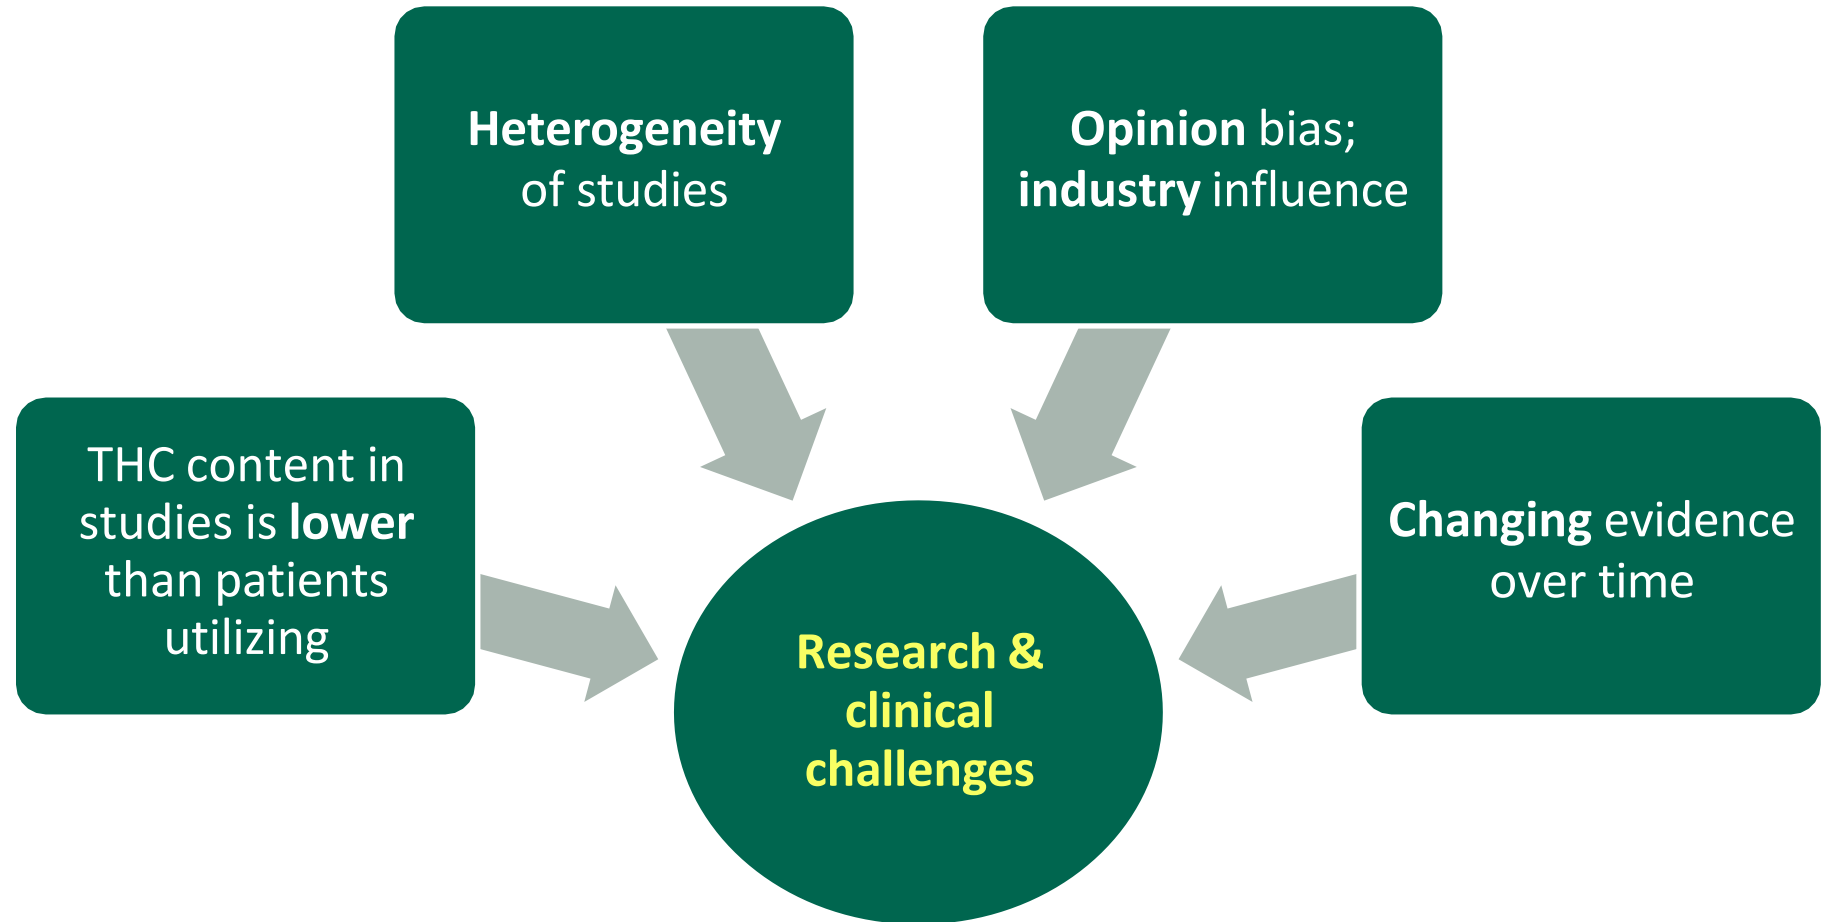 Heterogeneity
of studies
Opinion bias;
industry influence
THC content in
studies is lower
than patients
utilizing
Changing evidence
over time
Research &
clinical
challenges